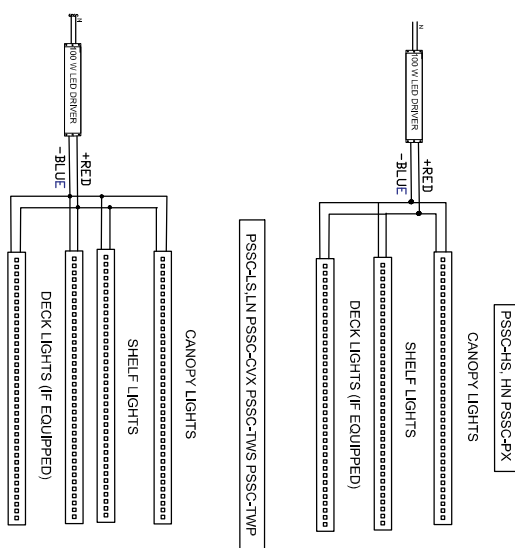 PSSC-HS, HN PSSC-PX
N
100 W LED DRIVER
+RED
-BLUE
CANOPY LIGHTS
SHELF LIGHTS
DECK LIGHTS (IF EQUIPPED)
PSSC-LS,LN PSSC-CVX PSSC-TWS PSSC-TWP
N
100 W LED DRIVER
+RED
-BLUE
CANOPY LIGHTS
SHELF LIGHTS
DECK LIGHTS (IF EQUIPPED)